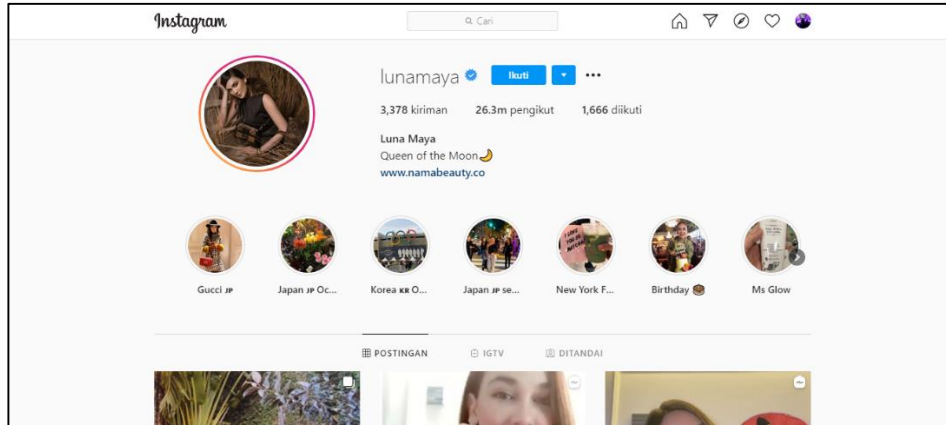 Instagram
Cari
lunamaya
Ikuti
3,378 kiriman 26.3m pengikut 1,666 diikuti
Luna Maya
Queen of the Moon🌙
www.namabeauty.co
Gucci JP Japan JP Oc... Korea KR O... Japan JP se... New York F... Birthday Ms Glow
POSTINGAN IGTV DITANDAI